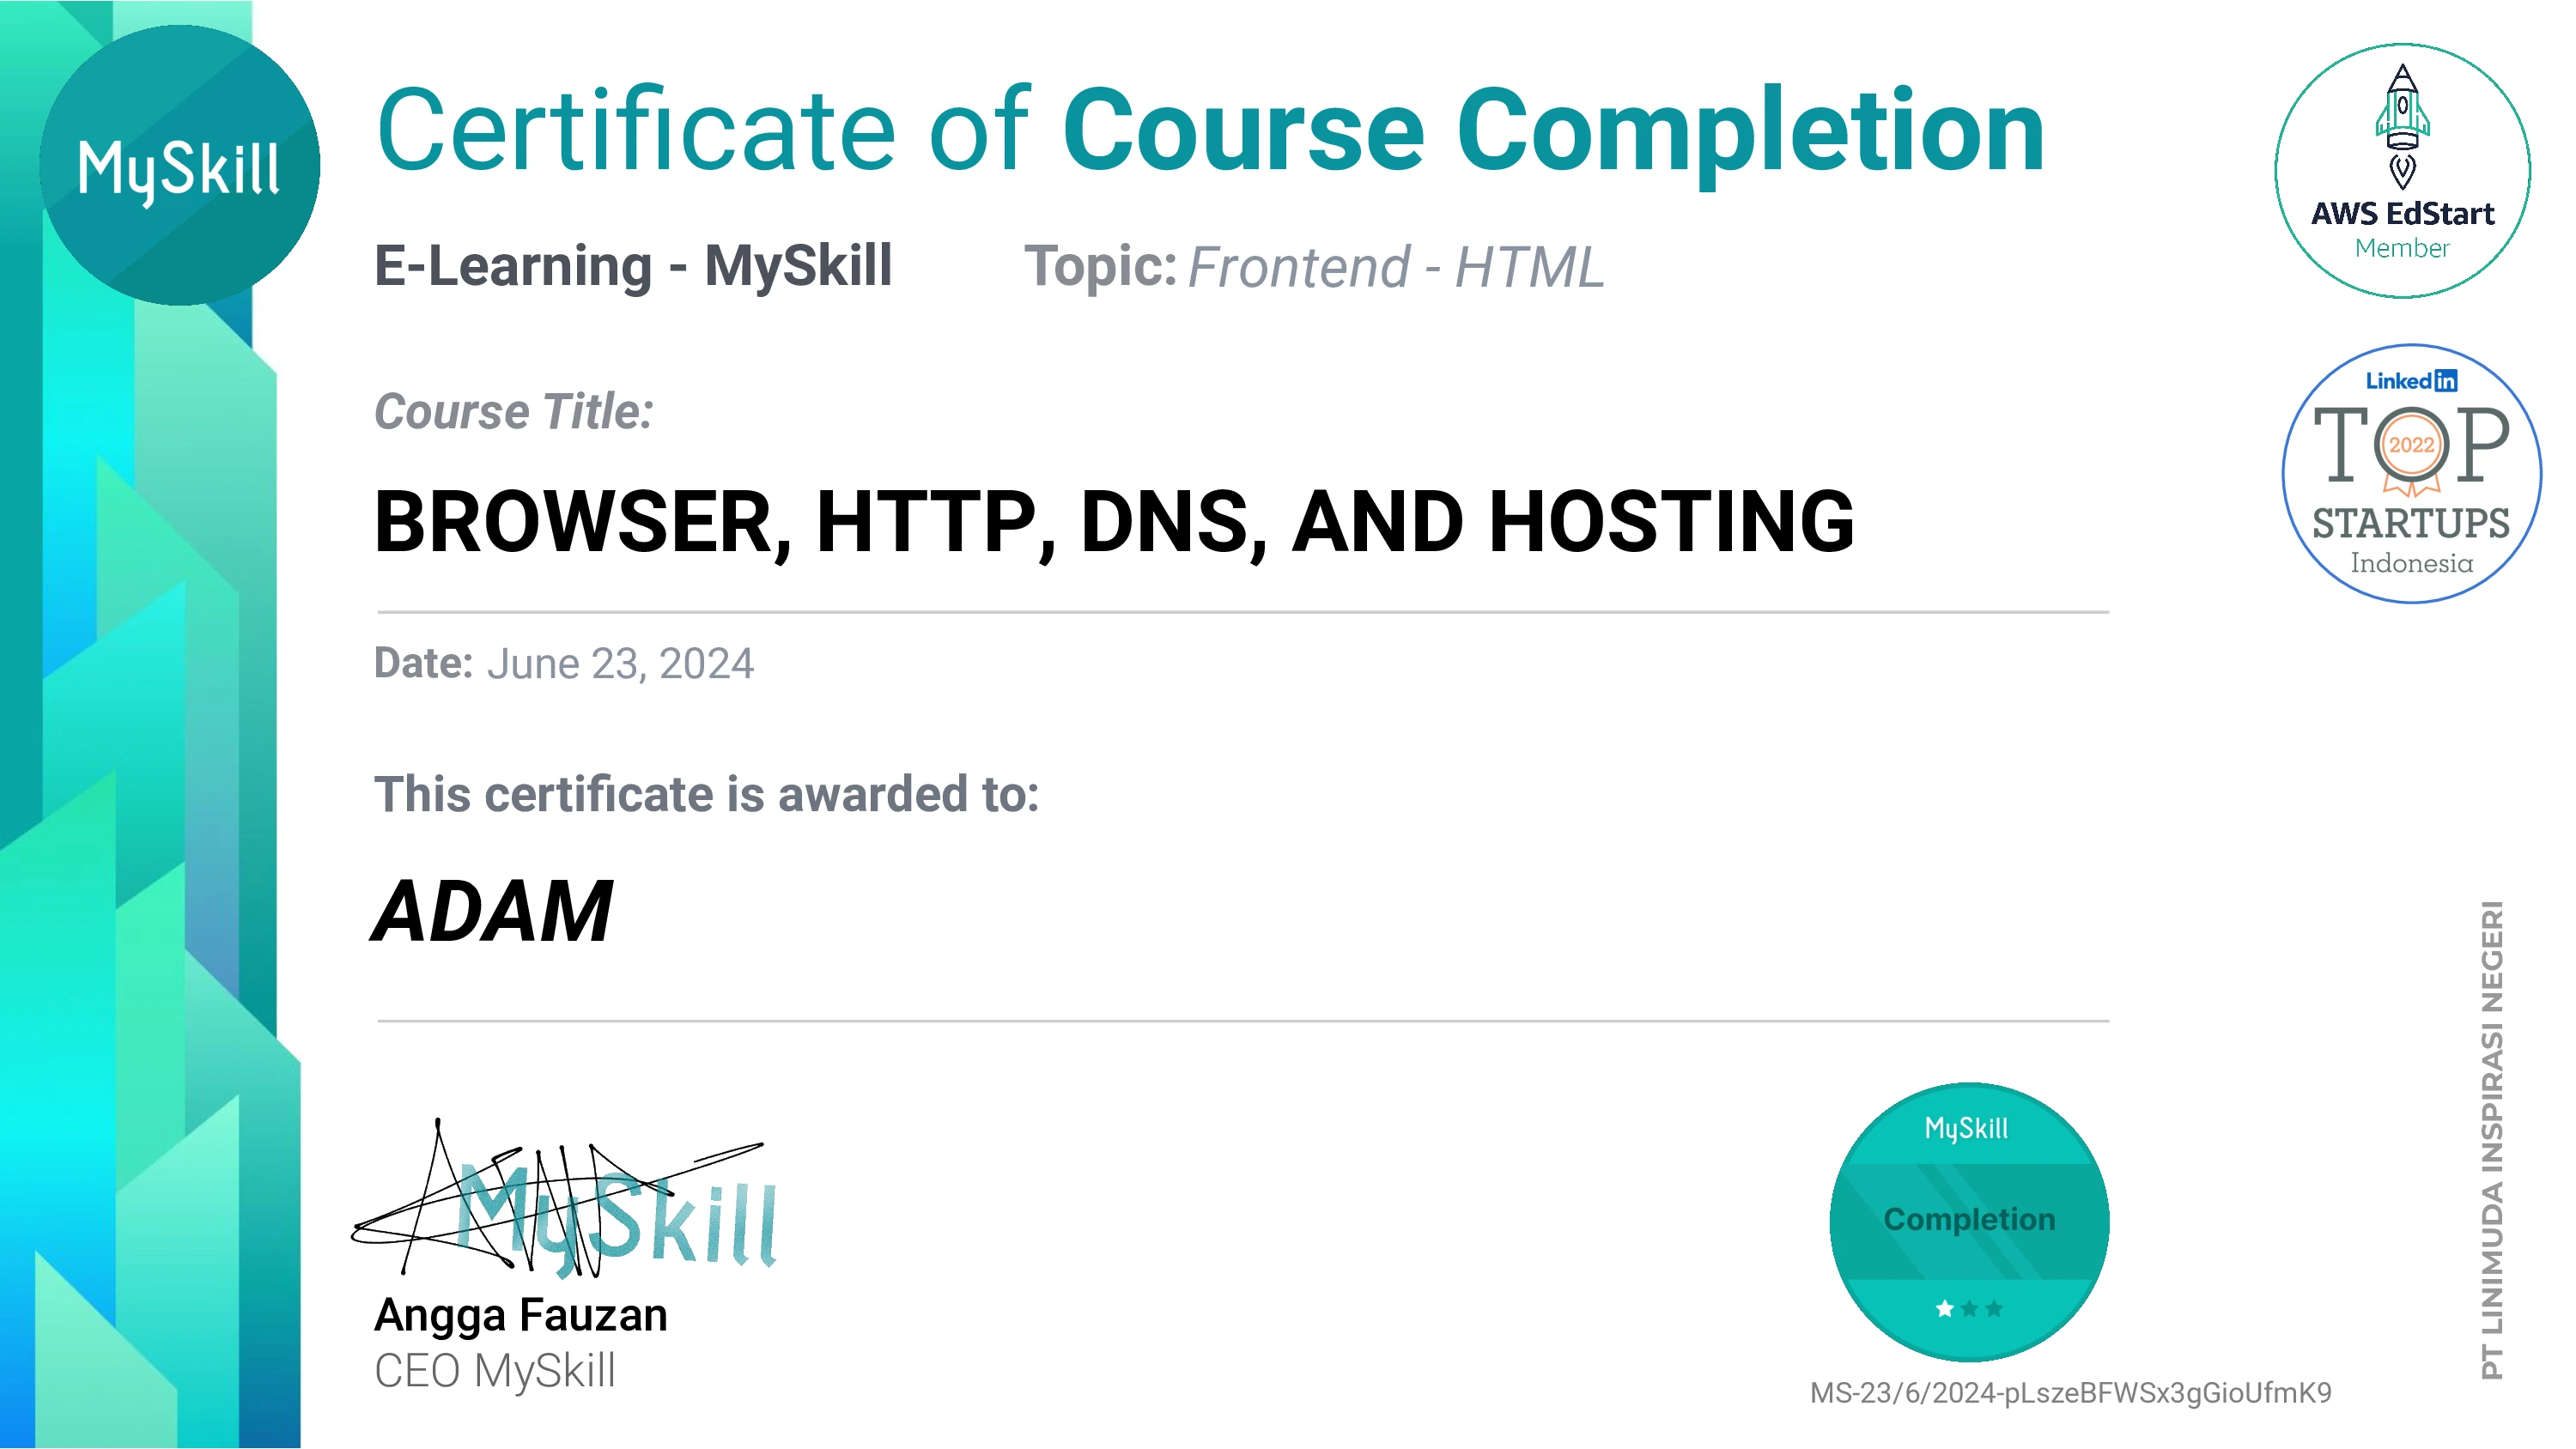 MySkill
Certificate of Course Completion
E-Learning - MySkill
Topic: Frontend - HTML
AWS EdStart
Member
Linked in
TOP
2022
STARTUPS
Indonesia
Course Title:
BROWSER, HTTP, DNS, AND HOSTING
Date: June 23, 2024
This certificate is awarded to:
ADAM
MySkill
Angga Fauzan
CEO MySkill
MySkill
Completion
MS-23/6/2024-pLszeBFWSx3gGioUfmK9
PT LINIMUDA INSPIRASI NEGERI